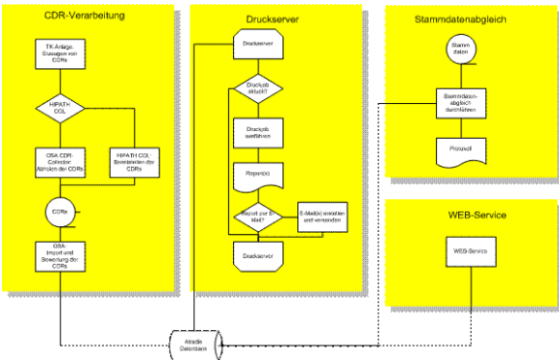 CDR-Verarbeitung
TK-Anlage:
Erzeugen von
CDRs
HiPATH
COL
OSA CDR-
Collector:
Abholen der CDRs
HiPATH COL:
Bereitstellen der
CDRs
CDRs
OSA-
Import und
Bewertung der
CDRs
Druckserver
Druckserver
Druckjob
aktuell?
Druckjob
ausführen
Report(s)
Report per E-
Mail?
E-Mail(s) erstellen
und versenden
Druckserver
Stammdatenabgleich
Stamm
daten
Stammdaten-
abgleich
durchführen
Protokoll
WEB-Service
WEB-Service
Datenbank